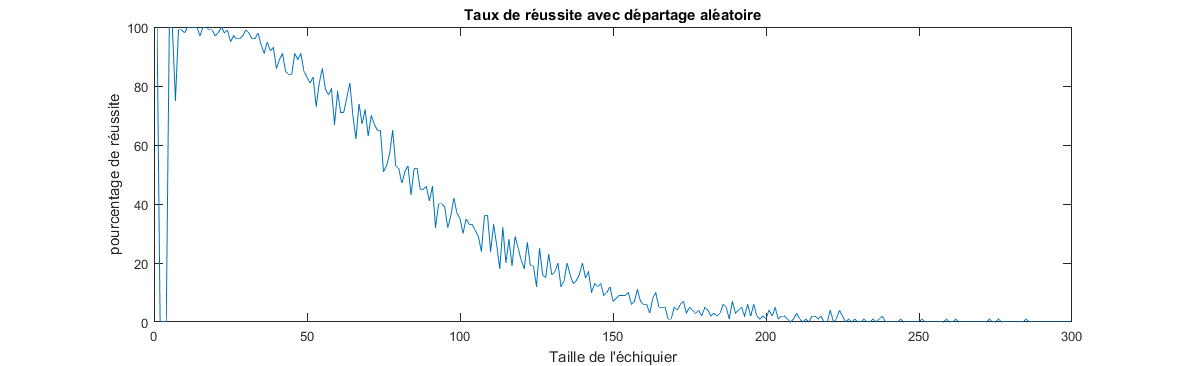 Taux de réussite avec départage aléatoire
pourcentage de réussite
100
80
60
40
20
0
0 50 100 150 200 250 300
Taille de l'échiquier